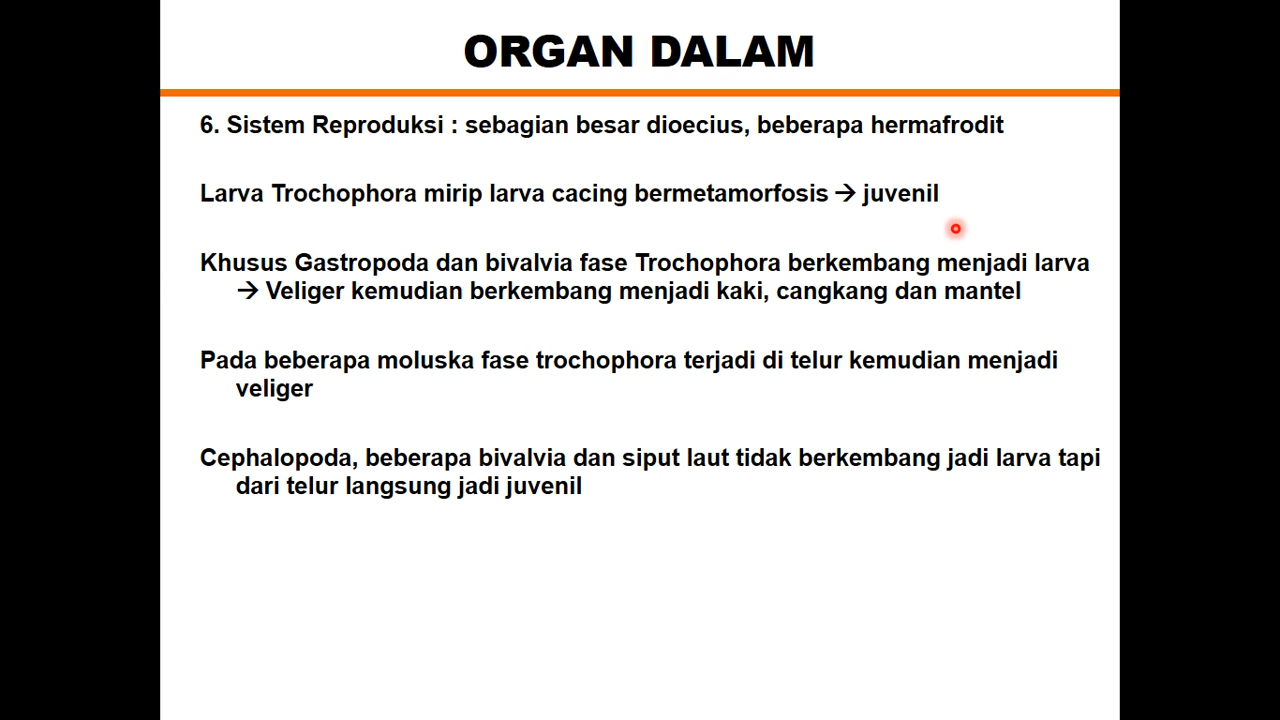 ORGAN DALAM
6. Sistem Reproduksi : sebagian besar dioecius, beberapa hermafrodit
Larva Trochophora mirip larva cacing bermetamorfosis → juvenil
Khusus Gastropoda dan bivalvia fase Trochophora berkembang menjadi larva
→ Veliger kemudian berkembang menjadi kaki, cangkang dan mantel
Pada beberapa moluska fase trochophora terjadi di telur kemudian menjadi
veliger
Cephalopoda, beberapa bivalvia dan siput laut tidak berkembang jadi larva tapi
dari telur langsung jadi juvenil